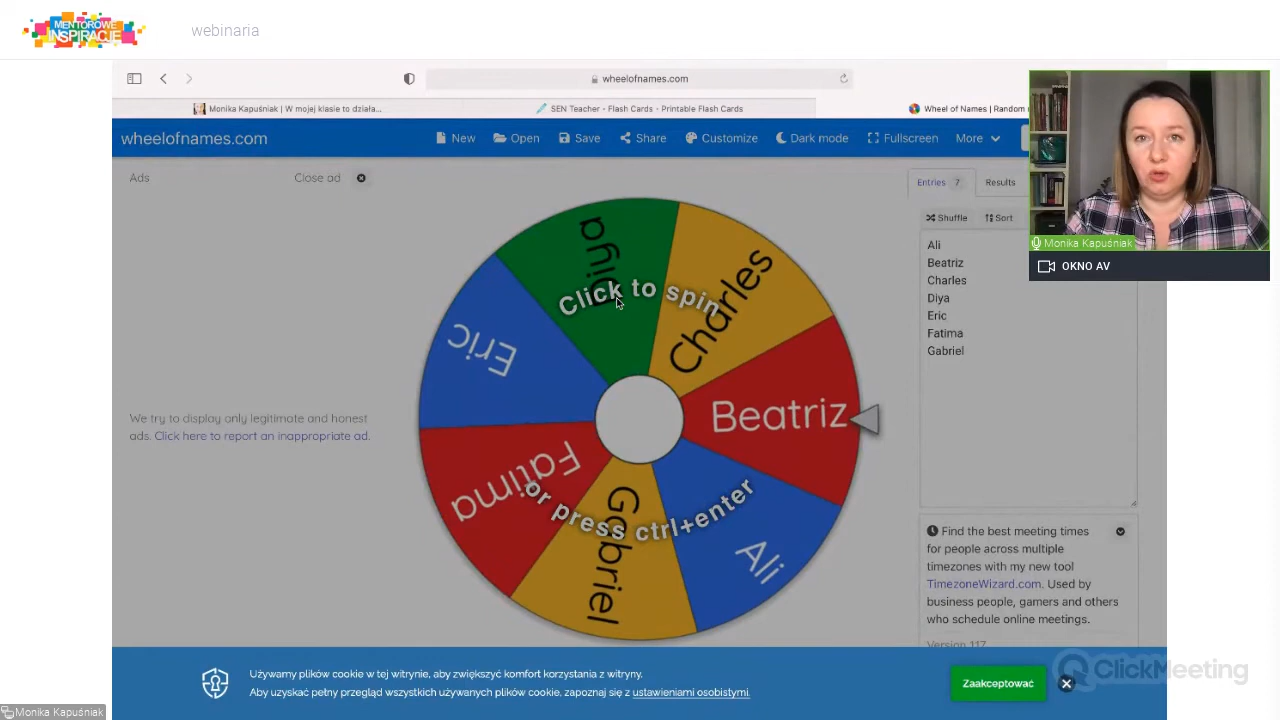 MENTOROWE
INSPIRACJE
webinaria
wheelofnames.com
Monika Kapuśniak | W mojej klasie to działa...
SEN Teacher - Flash Cards - Printable Flash Cards
Wheel of Names | Random
wheelofnames.com
New
Open
Save
Share
Customize
Dark mode
Fullscreen
More
Ads
Close ad
We try to display only legitimate and honest
ads. Click here to report an inappropriate ad.
Click to spin
or press ctrl+enter
Diya
Charles
Beatriz
Ali
Gabriel
Fatima
Eric
Entries 7
Results
Shuffle
Sort
Ali
Beatriz
Charles
Diya
Eric
Fatima
Gabriel
Find the best meeting times
for people across multiple
timezones with my new tool
TimezoneWizard.com. Used by
business people, gamers and others
who schedule online meetings.
Version 117
Monika Kapuśniak
OKNO AV
Używamy plików cookie w tej witrynie, aby zwiększyć komfort korzystania z witryny.
Aby uzyskać pełny przegląd wszystkich używanych plików cookie, zapoznaj się z ustawieniami osobistymi.
Zaakceptować
ClickMeeting
Monika Kapuśniak